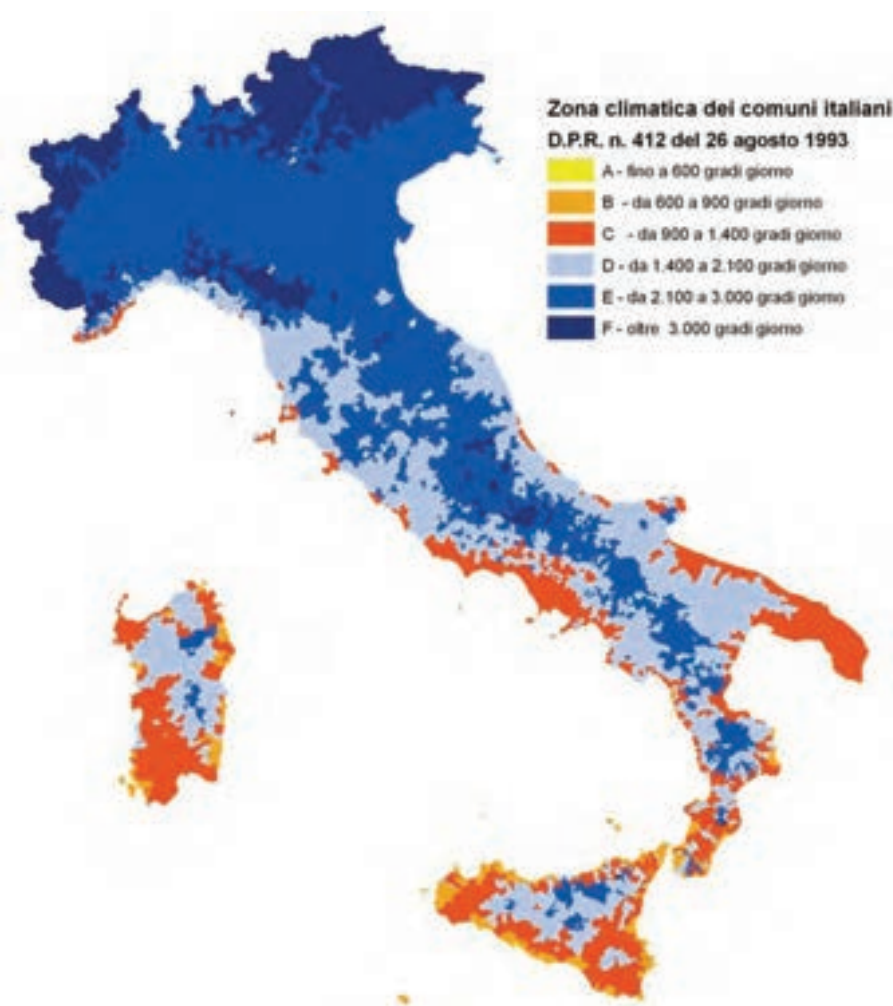 Zona climatica dei comuni italiani
D.P.R. n. 412 del 26 agosto 1993
A - fino a 600 gradi giorno
B - da 600 a 900 gradi giorno
C - da 900 a 1.400 gradi giorno
D - da 1.400 a 2.100 gradi giorno
E - da 2.100 a 3.000 gradi giorno
F - oltre 3.000 gradi giorno